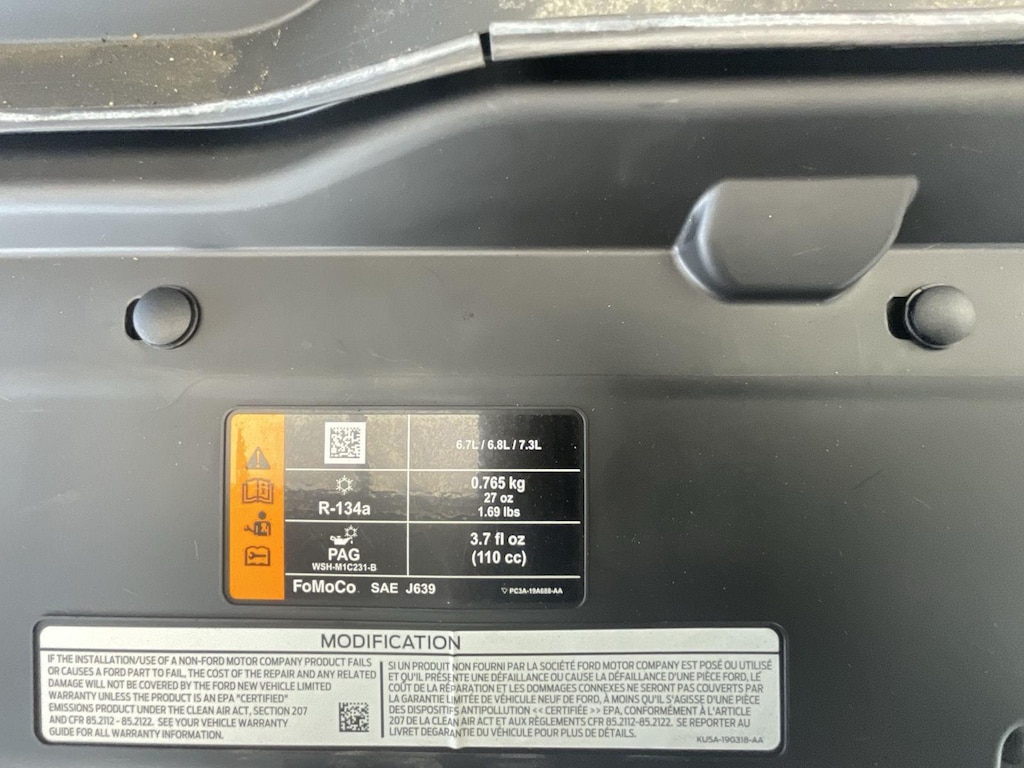 6.7L / 6.8L / 7.3L
R-134a
0.765 kg
27 oz
1.69 lbs
PAG
WSH-M1C231-B
3.7 fl oz
(110 cc)
FoMoCo SAE J639
PC3A-19A688-AA
MODIFICATION
IF THE INSTALLATION/USE OF A NON-FORD MOTOR COMPANY PRODUCT FAILS
OR CAUSES A FORD PART TO FAIL, THE COST OF THE REPAIR AND ANY RELATED
DAMAGE WILL NOT BE COVERED BY THE FORD NEW VEHICLE LIMITED
WARRANTY UNLESS THE PRODUCT IS AN EPA "CERTIFIED"
EMISSIONS PRODUCT UNDER THE CLEAN AIR ACT, SECTION 207
AND CFR 85.2112 - 85.2122. SEE YOUR VEHICLE WARRANTY
GUIDE FOR ALL WARRANTY INFORMATION.
SI UN PRODUIT NON FOURNI PAR LA SOCIÉTÉ FORD MOTOR COMPANY EST POSÉ OU UTILISÉ
ET QU'IL PRÉSENTE UNE DÉFAILLANCE OU CAUSE LA DÉFAILLANCE D'UNE PIÈCE FORD, LE
COÛT DE LA RÉPARATION ET LES DOMMAGES CONNEXES NE SERONT PAS COUVERTS PAR
LA GARANTIE LIMITÉE DE VÉHICULE NEUF DE FORD, À MOINS QU'IL S'AGISSE D'UNE PIÈCE
DES DISPOSITIFS ANTIPOLLUTION << CERTIFIÉE >> EPA, CONFORMÉMENT À L'ARTICLE
207 DE LA CLEAN AIR ACT ET AUX RÈGLEMENTS CFR 85.2112-85.2122. SE REPORTER AU
LIVRET DEGARANTIE DU VÉHICULE POUR PLUS DE DÉTAILS.
KU5A-19G318-AA